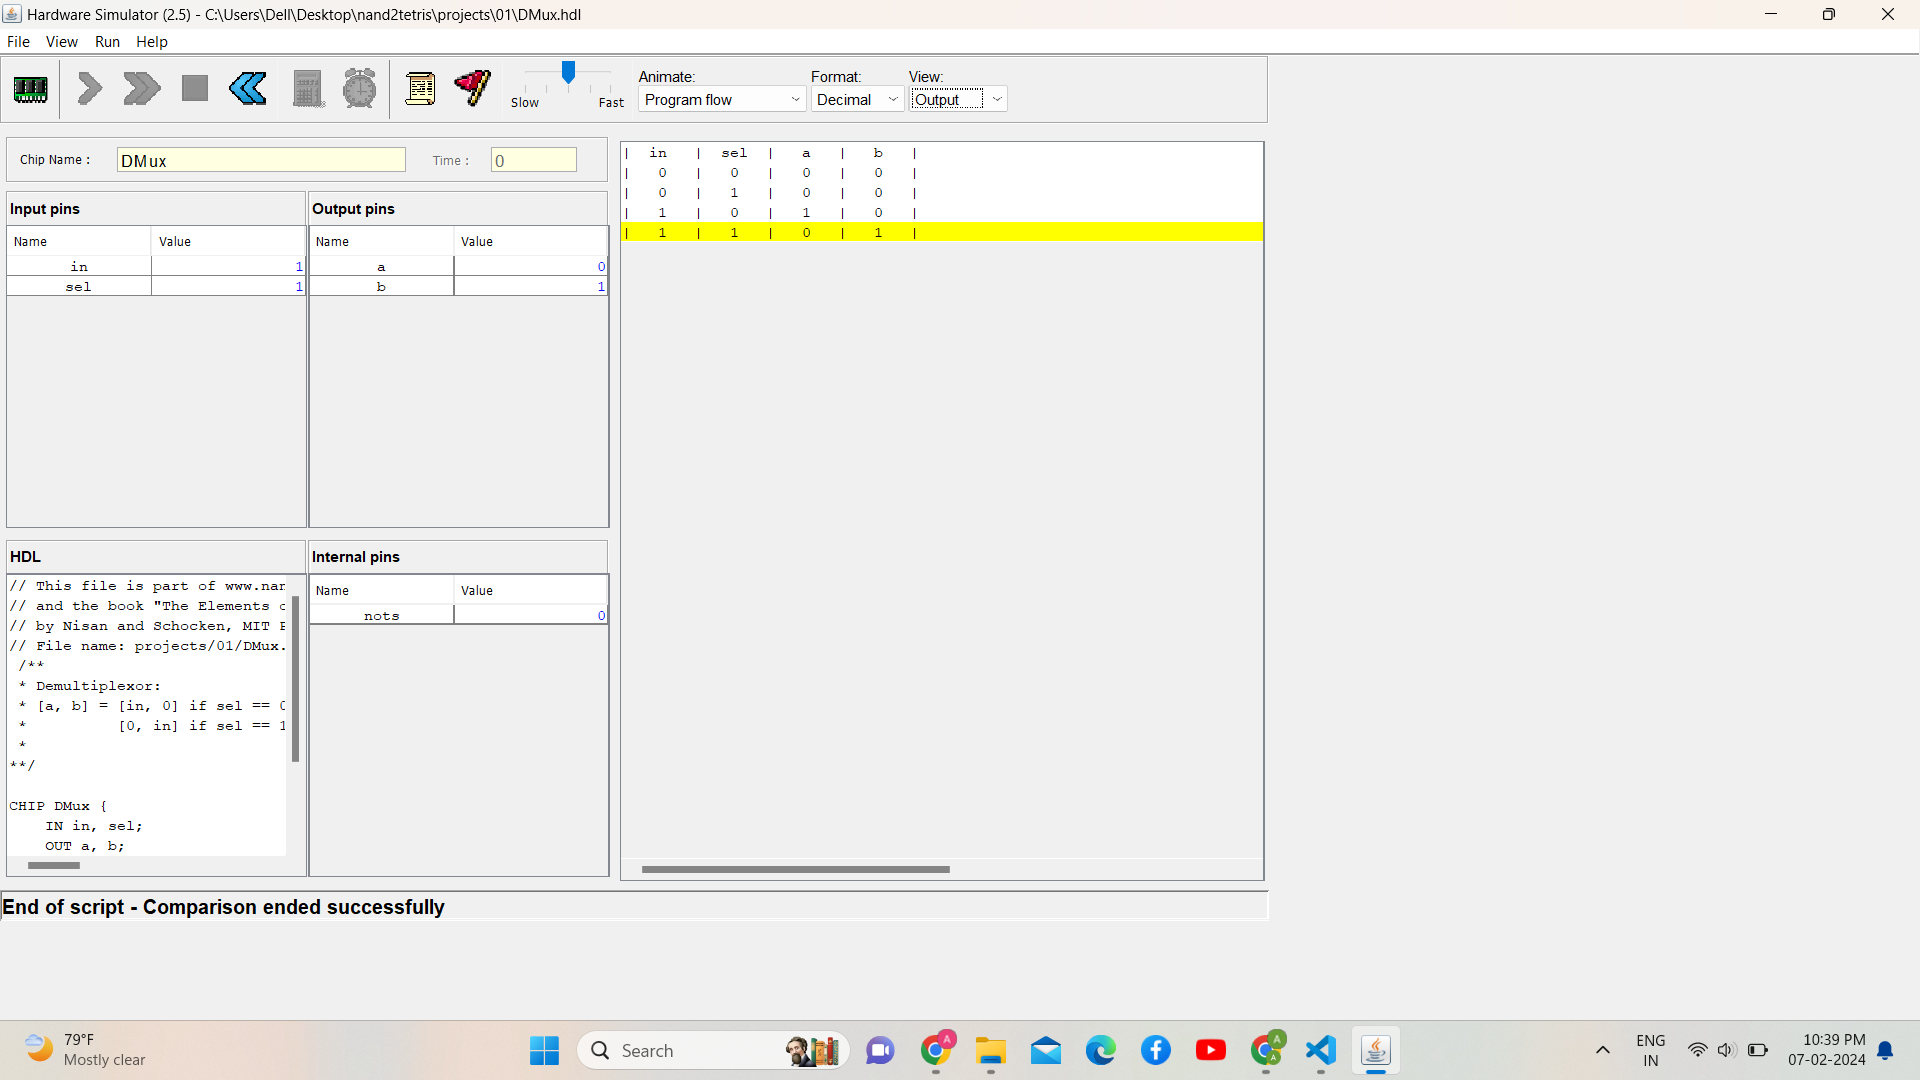 Hardware Simulator (2.5) - C:\Users\Dell\Desktop\nand2tetris\projects\01\DMux.hdl
File View Run Help
Slow Fast
Animate: Format: View:
Program flow Decimal Output
Chip Name : DMux Time : 0
Input pins Output pins
Name Value Name Value
in 1 a 0
sel 1 b 1
| in | sel | a | b |
| 0 | 0 | 0 | 0 |
| 0 | 1 | 0 | 0 |
| 1 | 0 | 1 | 0 |
| 1 | 1 | 0 | 1 |
HDL
// This file is part of www.nan
// and the book "The Elements
// by Nisan and Schocken, MIT
// File name: projects/01/DMux.
/**
* Demultiplexor:
* [a, b] = [in, 0] if sel == 0
* [0, in] if sel == 1
*
**/
CHIP DMux {
IN in, sel;
OUT a, b;
Internal pins
Name Value
nots 0
End of script - Comparison ended successfully
79°F
Mostly clear
Search
A
A
A
ENG
IN
10:39 PM
07-02-2024